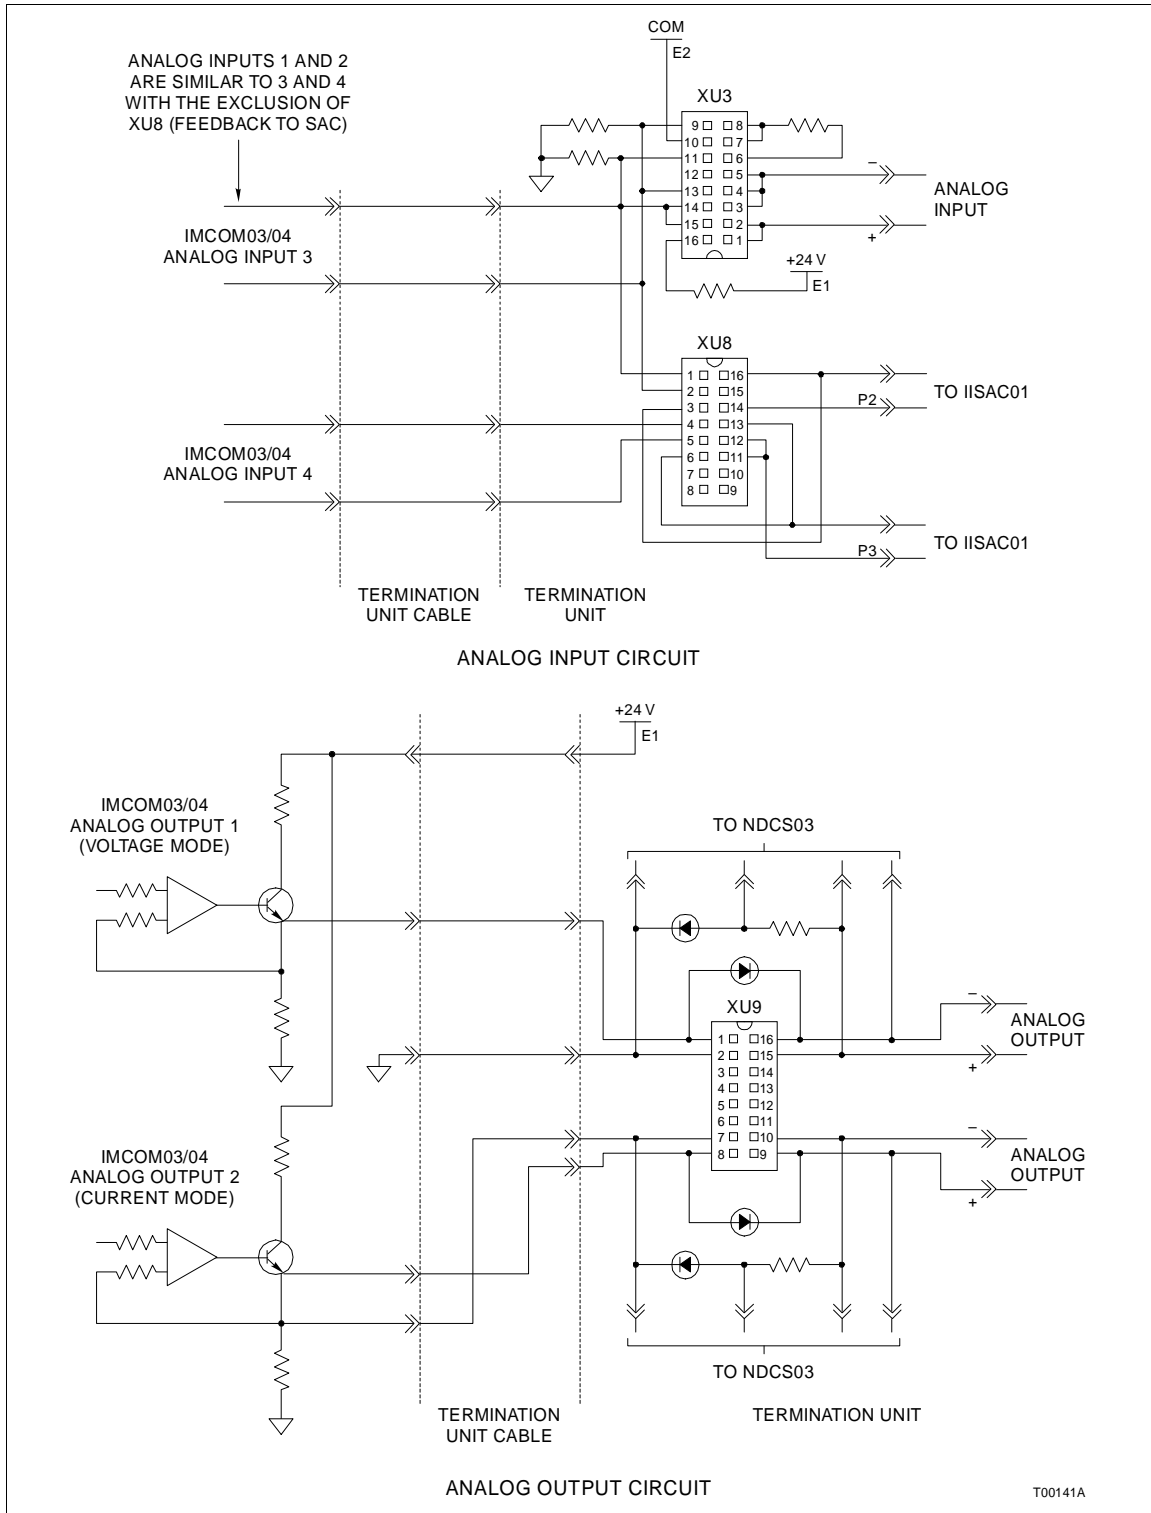 COM
E2
ANALOG INPUTS 1 AND 2
ARE SIMILAR TO 3 AND 4
WITH THE EXCLUSION OF
XU8 (FEEDBACK TO SAC)
XU3
9 8
10 7
11 6
12 5
13 4
14 3
15 2
16 1
–
+
ANALOG
INPUT
IMCOM03/04
ANALOG INPUT 3
+24 V
E1
XU8
1 16
2 15
3 14
4 13
5 12
6 11
7 10
8 9
TO IISAC01
P2
IMCOM03/04
ANALOG INPUT 4
TO IISAC01
P3
TERMINATION
UNIT CABLE
TERMINATION
UNIT
ANALOG INPUT CIRCUIT
+24 V
E1
IMCOM03/04
ANALOG OUTPUT 1
(VOLTAGE MODE)
TO NDCS03
XU9
1 16
2 15
3 14
4 13
5 12
6 11
7 10
8 9
–
+
ANALOG
OUTPUT
–
+
ANALOG
OUTPUT
IMCOM03/04
ANALOG OUTPUT 2
(CURRENT MODE)
TO NDCS03
TERMINATION
UNIT CABLE
TERMINATION UNIT
ANALOG OUTPUT CIRCUIT
T00141A